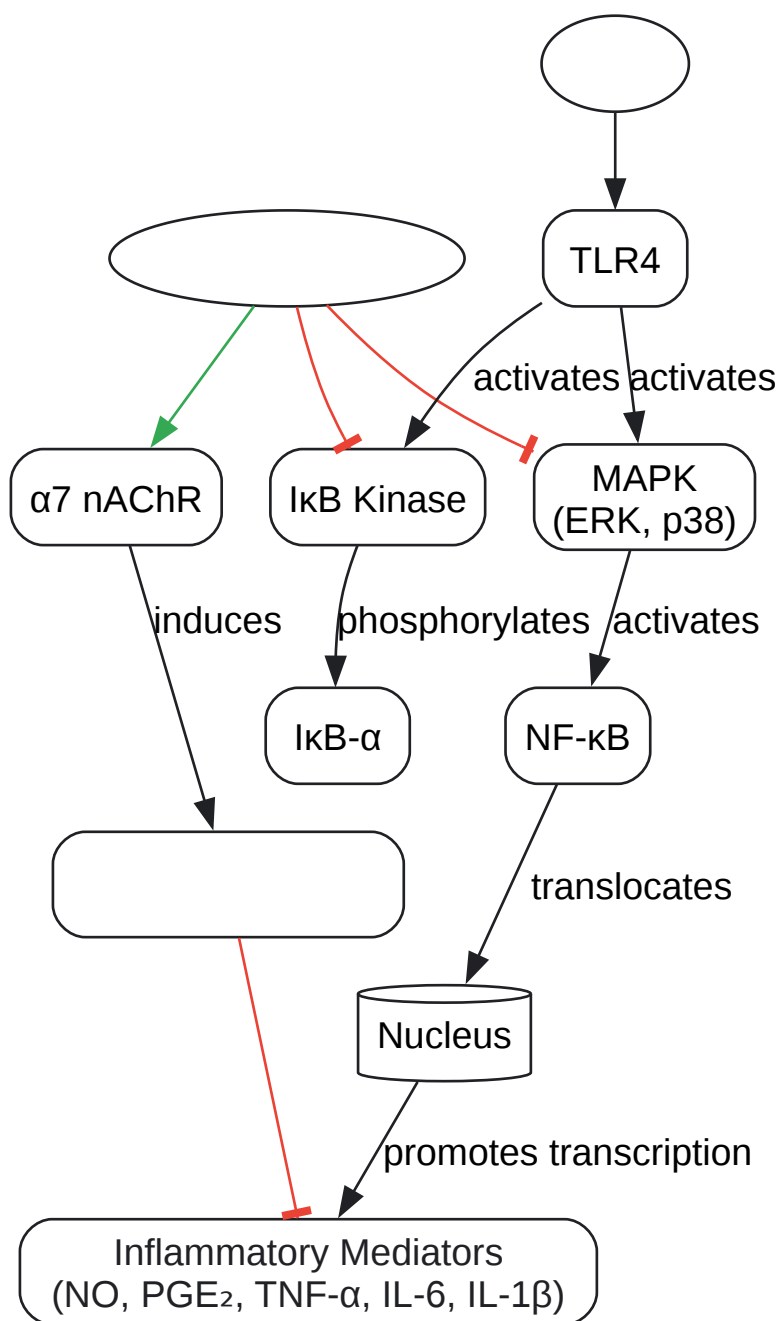 TLR4
activates activates
α7 nAChR
IκB Kinase
MAPK
(ERK, p38)
induces
phosphorylates
activates
IκB-α
NF-κB
translocates
Nucleus
promotes transcription
Inflammatory Mediators
(NO, PGE₂, TNF-α, IL-6, IL-1β)